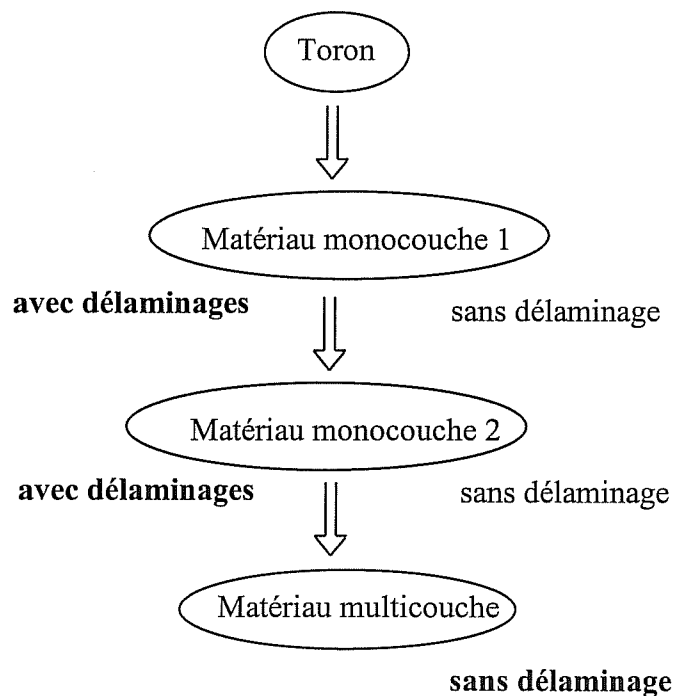 Toron
Matériau monocouche 1
avec délaminages
sans délaminage
Matériau monocouche 2
avec délaminages
sans délaminage
Matériau multicouche
sans délaminage